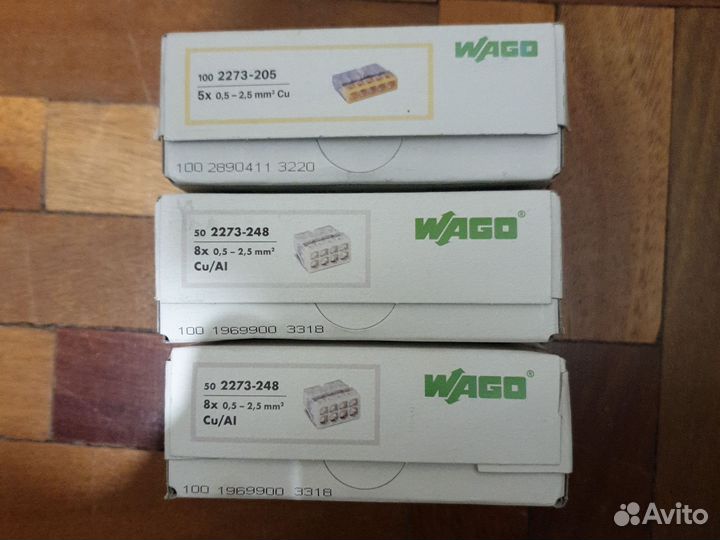 WAGO®
100 2273-205
5x 0,5 – 2,5 mm² Cu
100 2890411 3220
WAGO®
50 2273-248
8x 0,5 – 2,5 mm²
Cu/Al
100 1969900 3318
WAGO®
50 2273-248
8x 0,5 – 2,5 mm²
Cu/Al
100 1969900 3318
Avito